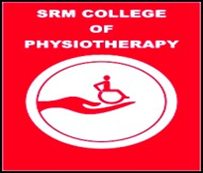 SRM COLLEGE
OF
PHYSIOTHERAPY